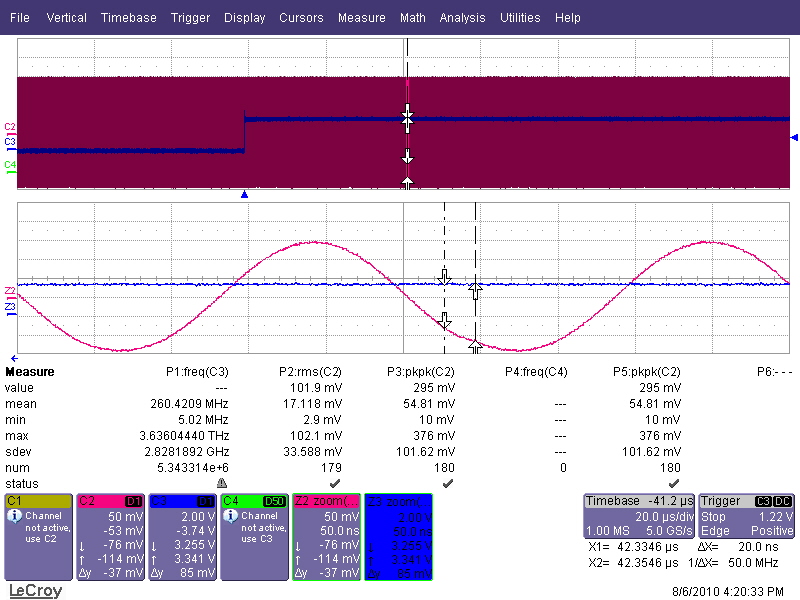 File Vertical Timebase Trigger Display Cursors Measure Math Analysis Utilities Help
C2
C3
C4
Z2
Z3
Measure P1:freq(C3) P2:rms(C2) P3:pkpk(C2) P4:freq(C4) P5:pkpk(C2) P6:- - -
value --- 101.9 mV 295 mV 295 mV
mean 260.4209 MHz 17.118 mV 54.81 mV --- 54.81 mV
min 5.02 MHz 2.9 mV 10 mV --- 10 mV
max 3.63604440 THz 102.1 mV 376 mV --- 376 mV
sdev 2.8281892 GHz 33.588 mV 101.62 mV --- 101.62 mV
num 5.343314e+6 179 180 0 180
status
C1
Channel
not active,
use C2
C2 D1
50 mV
-53 mV
↓ -76 mV
↑ -114 mV
Δy -37 mV
C3 D1
2.00 V
-3.74 V
↓ 3.255 V
↑ 3.341 V
Δy 85 mV
C4 D50
Channel
not active,
use C3
Z2 zoom(...
50 mV
50.0 ns
↓ -76 mV
↑ -114 mV
Δy -37 mV
Z3 zoom(...
2.00 V
50.0 ns
↓ 3.255 V
↑ 3.341 V
Δy 85 mV
Timebase -41.2 µs
20.0 µs/div
1.00 MS 5.0 GS/s
Trigger C3 DC
Stop 1.22 V
Edge Positive
X1= 42.3346 µs ΔX= 20.0 ns
X2= 42.3546 µs 1/ΔX= 50.0 MHz
LeCroy
8/6/2010 4:20:33 PM